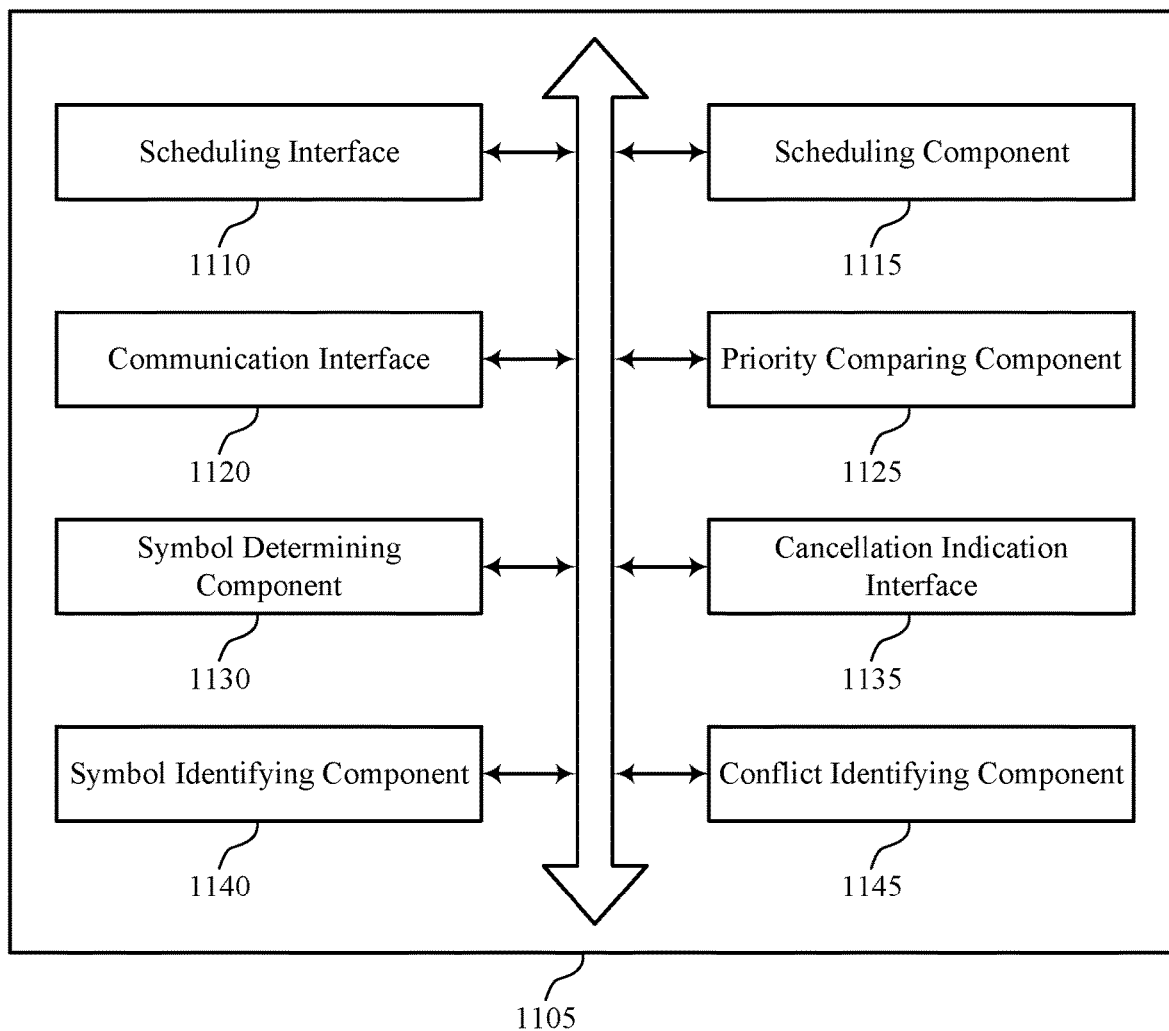 Scheduling Interface
Scheduling Component
1110
1115
Communication Interface
Priority Comparing Component
1120
1125
Symbol Determining
Component
Cancellation Indication
Interface
1130
1135
Symbol Identifying Component
Conflict Identifying Component
1140
1145
1105